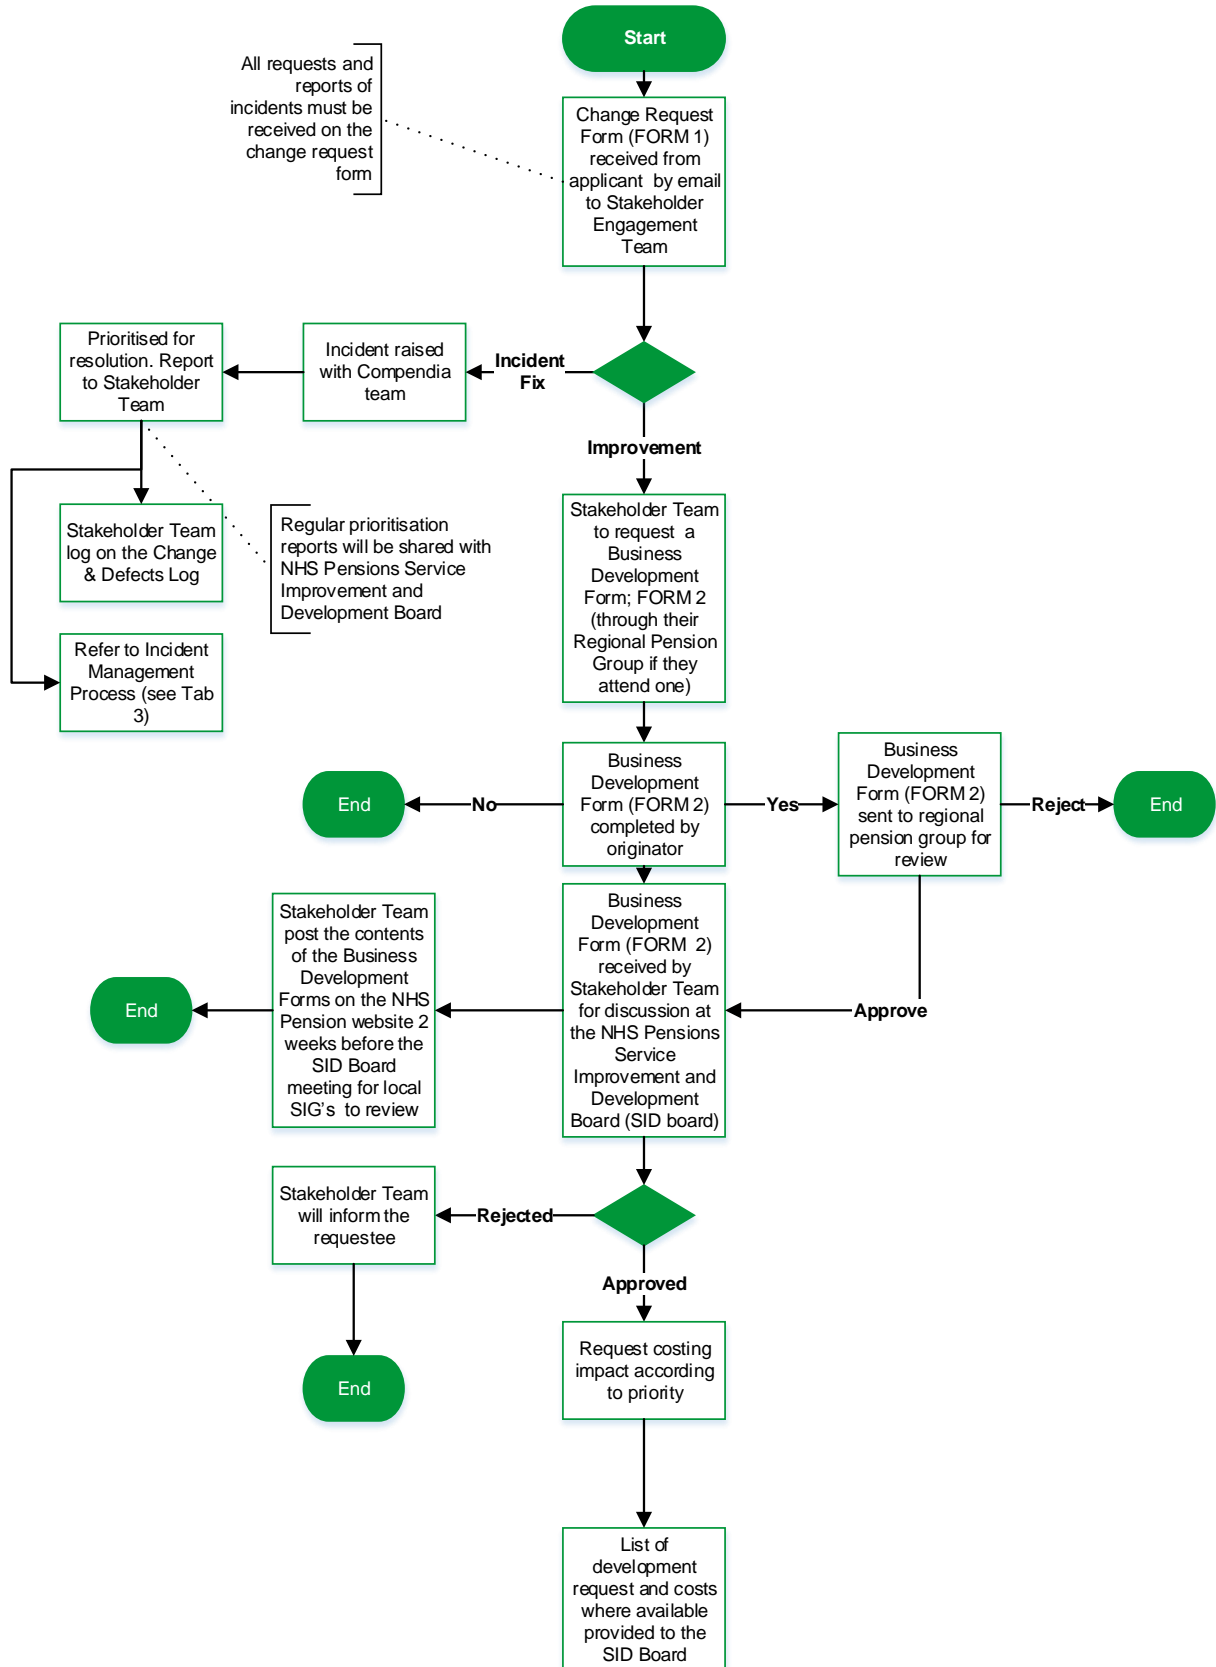 Start
All requests and
reports of
incidents must be
received on the
change request
form
Change Request
Form (FORM 1)
received from
applicant by email
to Stakeholder
Engagement
Team
Prioritised for
resolution. Report
to Stakeholder
Team
Incident raised
with Compendia
team
Incident
Fix
Improvement
Stakeholder Team
log on the Change
& Defects Log
Regular prioritisation
reports will be shared with
NHS Pensions Service
Improvement and
Development Board
Stakeholder Team
to request a
Business
Development
Form; FORM 2
(through their
Regional Pension
Group if they
attend one)
Refer to Incident
Management
Process (see Tab
3)
End
No
Business
Development
Form (FORM 2)
completed by
originator
Yes
Business
Development
Form (FORM 2)
sent to regional
pension group for
review
Reject
End
Stakeholder Team
post the contents
of the Business
Development
Forms on the NHS
Pension website 2
weeks before the
SID Board
meeting for local
SIG's to review
End
Business
Development
Form (FORM 2)
received by
Stakeholder Team
for discussion at
the NHS Pensions
Service
Improvement and
Development
Board (SID board)
Approve
Stakeholder Team
will inform the
requestee
Rejected
Approved
End
Request costing
impact according
to priority
List of
development
request and costs
where available
provided to the
SID Board